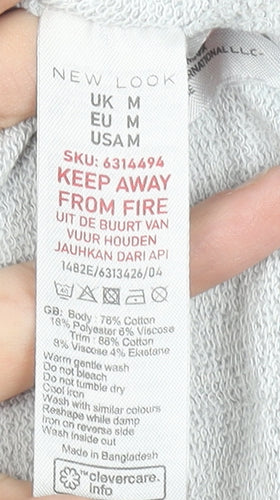 NEW LOOK
UK M
EU M
USA M
SKU: 6314494
KEEP AWAY
FROM FIRE
UIT DE BUURT VAN
VUUR HOUDEN
JAUHKAN DARI API
1482E/6313426/04
40
GB: Body : 76% Cotton
18% Polyester 6% Viscose
Trim : 88% Cotton
8% Viscose 4% Elastane
Warm gentle wash
Do not bleach
Do not tumble dry
Cool iron
Wash with similar colours
Reshape while damp
Iron on reverse side
Wash inside out
Made in Bangladesh
™clevercare.
info
ERNATIONAL L.L.C-